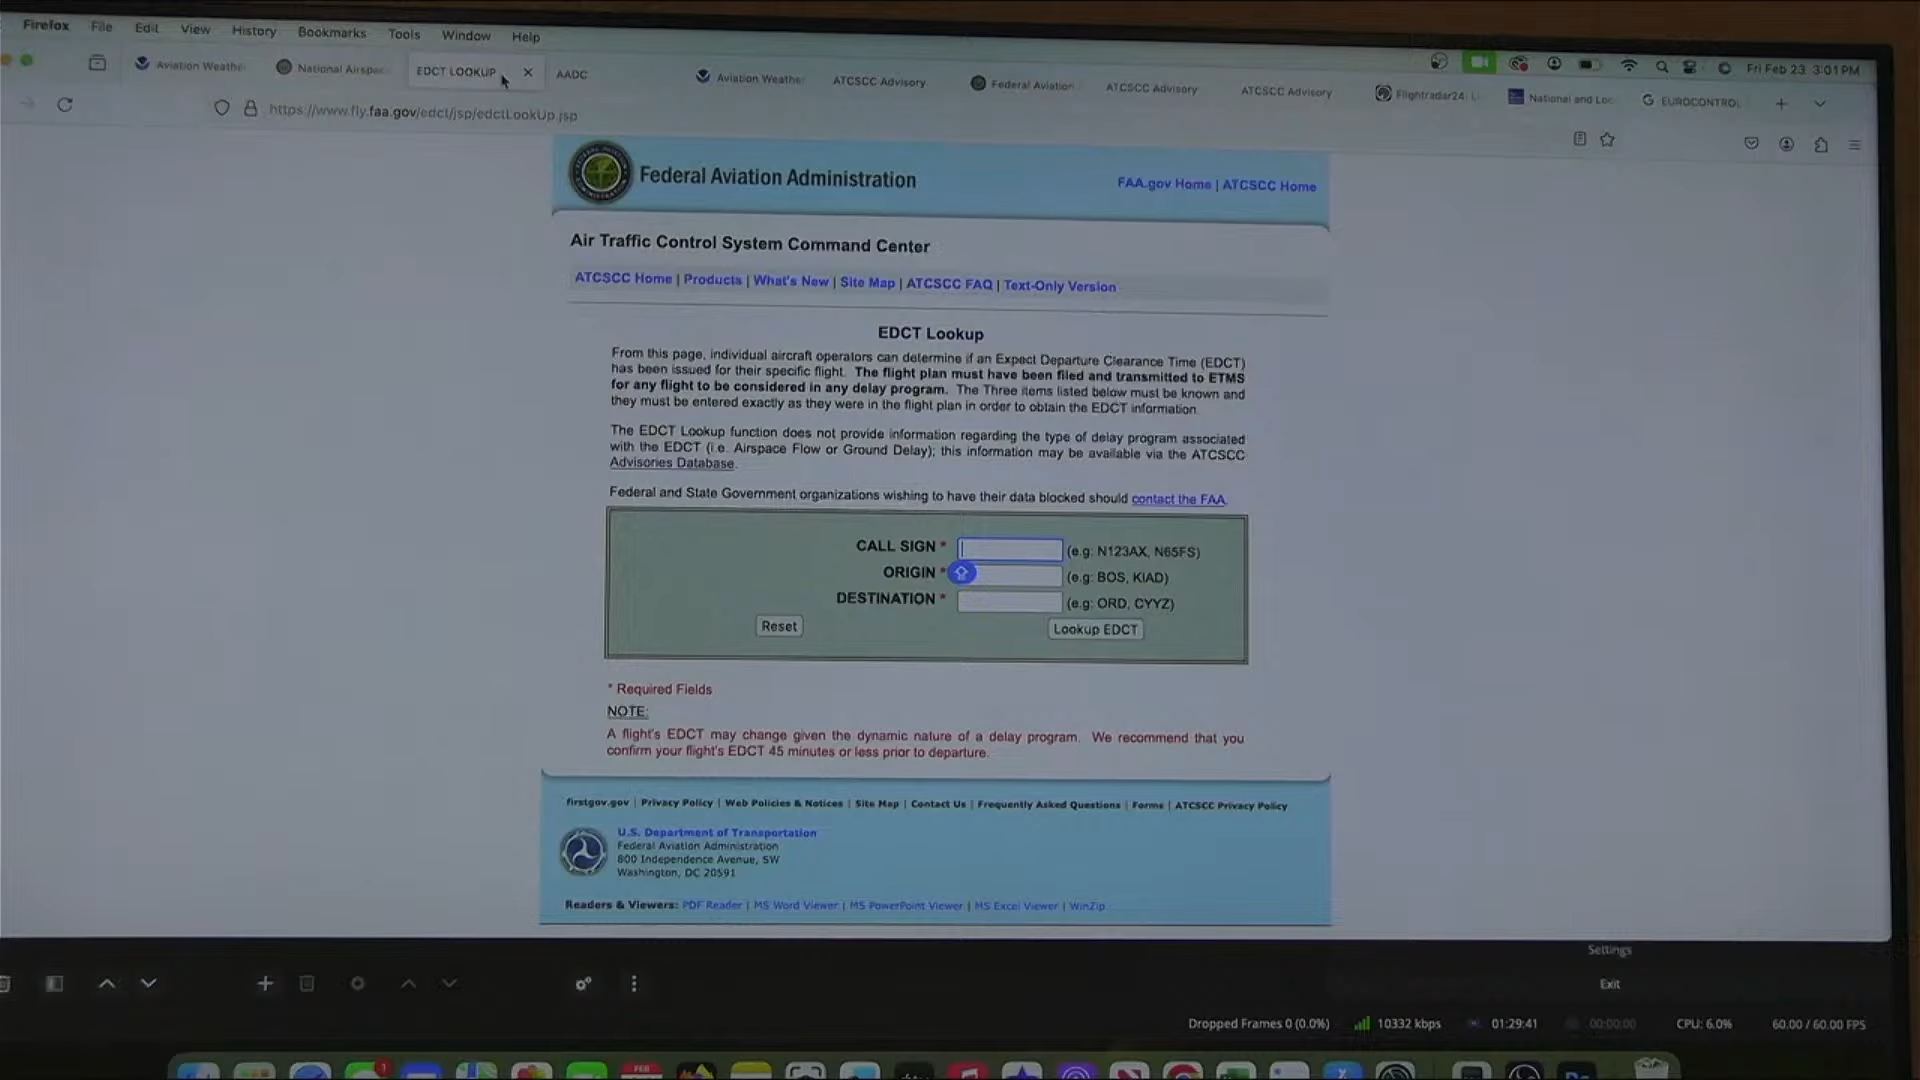 Firefox File Edit View History Bookmarks Tools Window Help
Fri Feb 23 3:01 PM
Aviation Weather National Airspac EDCT LOOKUP × AADC Aviation Weathe ATCSCC Advisory Federal Aviation ATCSCC Advisory ATCSCC Advisory Flightradar24: L National and Loc EUROCONTROL
https://www.fly.faa.gov/edct/jsp/edctLookUp.jsp
Federal Aviation Administration
FAA.gov Home | ATCSCC Home
Air Traffic Control System Command Center
ATCSCC Home | Products | What's New | Site Map | ATCSCC FAQ | Text-Only Version
EDCT Lookup
From this page, individual aircraft operators can determine if an Expect Departure Clearance Time (EDCT)
has been issued for their specific flight. The flight plan must have been filed and transmitted to ETMS
for any flight to be considered in any delay program. The Three items listed below must be known and
they must be entered exactly as they were in the flight plan in order to obtain the EDCT information.
The EDCT Lookup function does not provide information regarding the type of delay program associated
with the EDCT (i.e. Airspace Flow or Ground Delay); this information may be available via the ATCSCC
Advisories Database.
Federal and State Government organizations wishing to have their data blocked should contact the FAA.
CALL SIGN * (e.g: N123AX, N65FS)
ORIGIN * (e.g: BOS, KIAD)
DESTINATION * (e.g: ORD, CYYZ)
Reset Lookup EDCT
* Required Fields
NOTE:
A flight's EDCT may change given the dynamic nature of a delay program. We recommend that you
confirm your flight's EDCT 45 minutes or less prior to departure.
firstgov.gov | Privacy Policy | Web Policies & Notices | Site Map | Contact Us | Frequently Asked Questions | Forms | ATCSCC Privacy Policy
U.S. Department of Transportation
Federal Aviation Administration
800 Independence Avenue, SW
Washington, DC 20591
Readers & Viewers: PDF Reader | MS Word Viewer | MS PowerPoint Viewer | MS Excel Viewer | WinZip
Settings
Exit
Dropped Frames 0 (0.0%) 10332 kbps 01:29:41 00:00:00 CPU: 6.0% 60.00 / 60.00 FPS
FEB